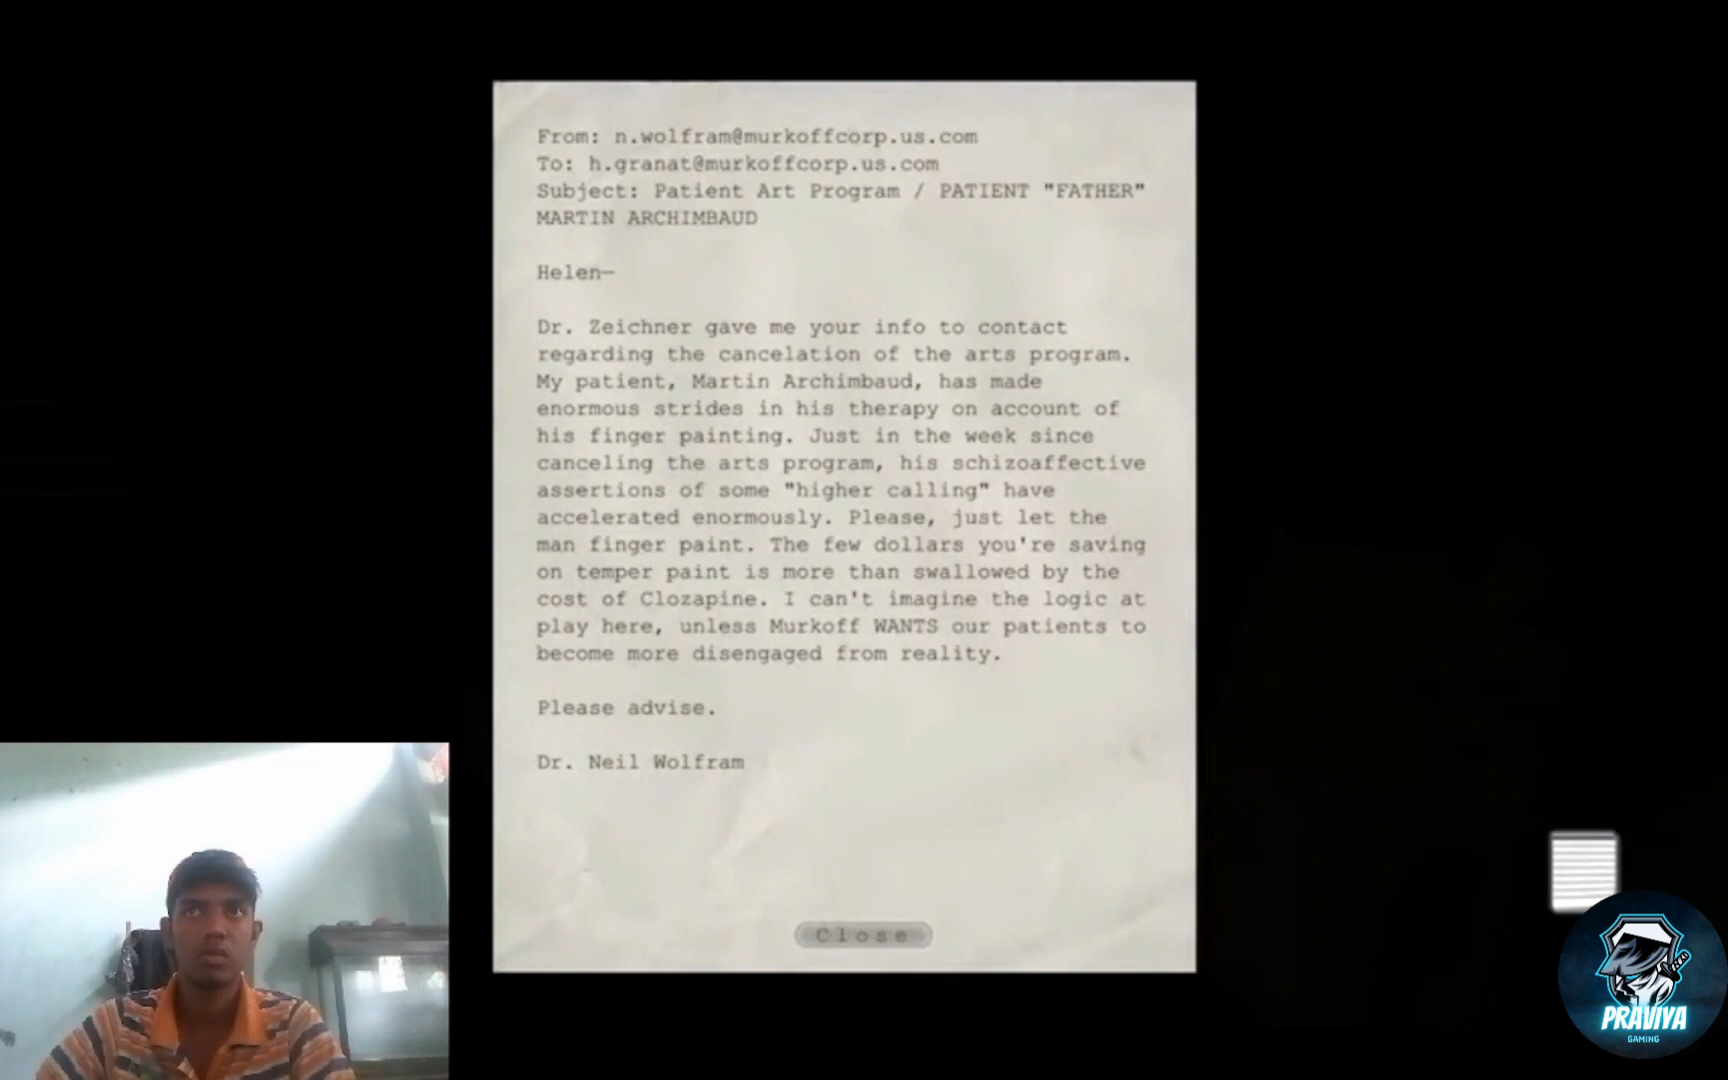 From: n.wolfram@murkoffcorp.us.com
To: h.granat@murkoffcorp.us.com
Subject: Patient Art Program / PATIENT "FATHER"
MARTIN ARCHIMBAUD
Helen—
Dr. Zeichner gave me your info to contact
regarding the cancelation of the arts program.
My patient, Martin Archimbaud, has made
enormous strides in his therapy on account of
his finger painting. Just in the week since
canceling the arts program, his schizoaffective
assertions of some "higher calling" have
accelerated enormously. Please, just let the
man finger paint. The few dollars you're saving
on temper paint is more than swallowed by the
cost of Clozapine. I can't imagine the logic at
play here, unless Murkoff WANTS our patients to
become more disengaged from reality.
Please advise.
Dr. Neil Wolfram
Close
PRAVIYA
GAMING